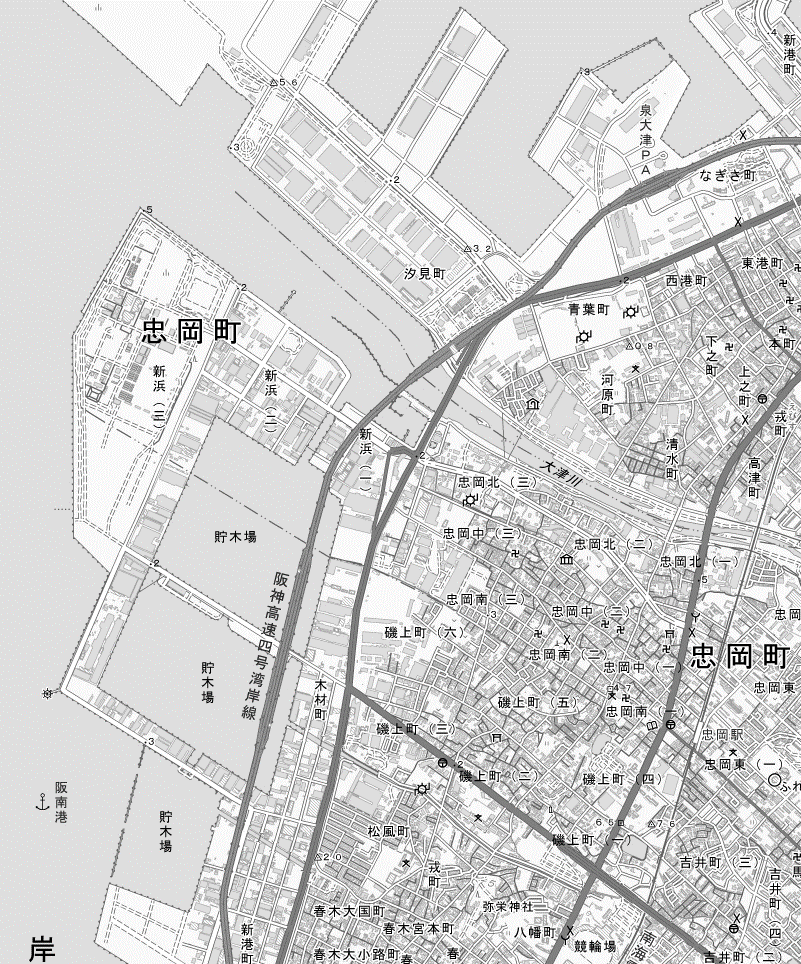 新港町
泉大津PA
なぎさ町
汐見町
東港町
西港町
青葉町
忠岡町
下之町
本町
新浜(三)
新浜(二)
上之町
河原町
戎町
新浜(一)
清水町
高津町
大津川
忠岡北(三)
貯木場
忠岡中(三)
忠岡北(二)
忠岡北(一)
阪神高速四号湾岸線
忠岡南(三)
忠岡中(二)
磯上町(六)
忠岡南(二)
忠岡中(一)
忠岡町
貯木場
木材町
忠岡東
磯上町(五)
忠岡南(一)
磯上町(三)
忠岡駅
忠岡東(一)
磯上町(二)
磯上町(四)
ふれ
阪南港
貯木場
松風町
磯上町(一)
吉井町(三)
戎町
吉井町(四)
春木大国町
弥栄神社
春木宮本町
八幡町
新港町
岸
競輪場
南海
春木大小路町
春
吉井町(二)